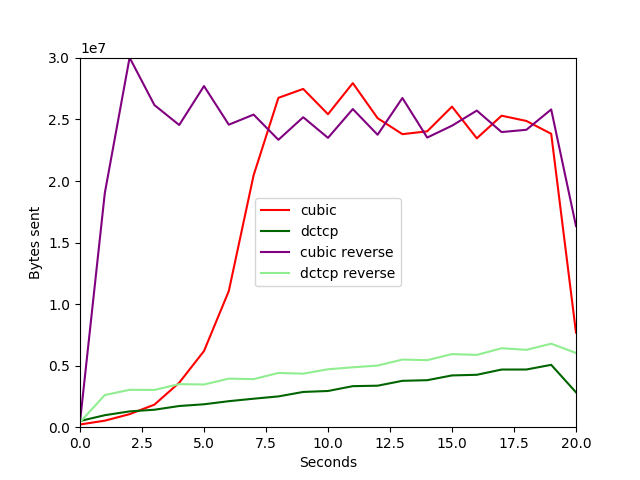 1e7
3.0
2.5
2.0
1.5
1.0
0.5
0.0
Bytes sent
cubic
dctcp
cubic reverse
dctcp reverse
0.0 2.5 5.0 7.5 10.0 12.5 15.0 17.5 20.0
Seconds